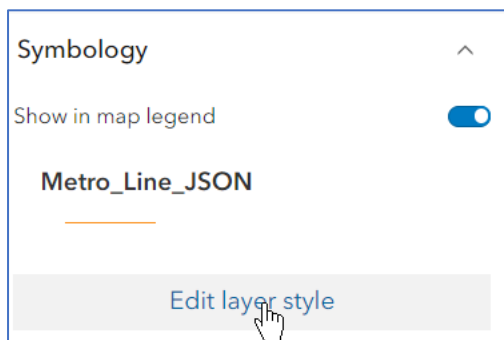 Symbology
Show in map legend
Metro_Line_JSON
Edit layer style